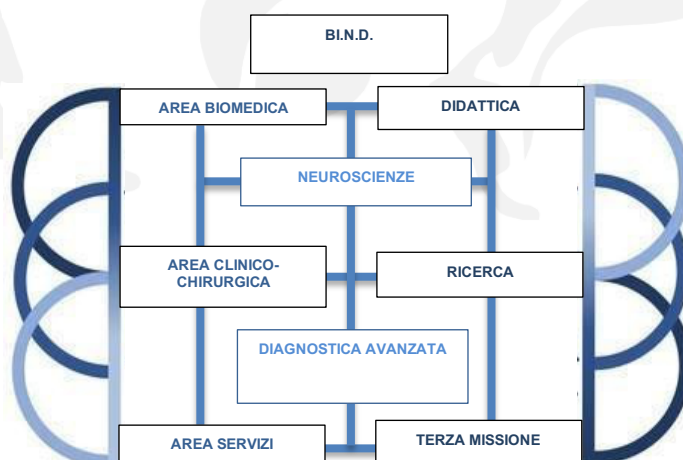 BI.N.D.
AREA BIOMEDICA
DIDATTICA
NEUROSCIENZE
AREA CLINICO-
CHIRURGICA
RICERCA
DIAGNOSTICA AVANZATA
AREA SERVIZI
TERZA MISSIONE